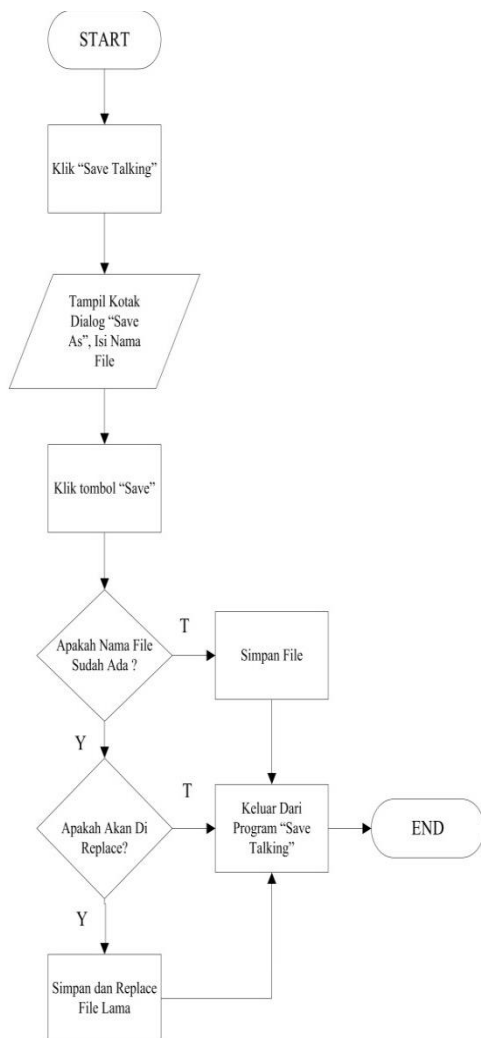 START
Klik “Save Talking”
Tampil Kotak
Dialog “Save
As”, Isi Nama
File
Klik tombol “Save”
Apakah Nama File
Sudah Ada ?
T
Simpan File
Y
Apakah Akan Di
Replace?
T
Keluar Dari
Program “Save
Talking”
END
Y
Simpan dan Replace
File Lama